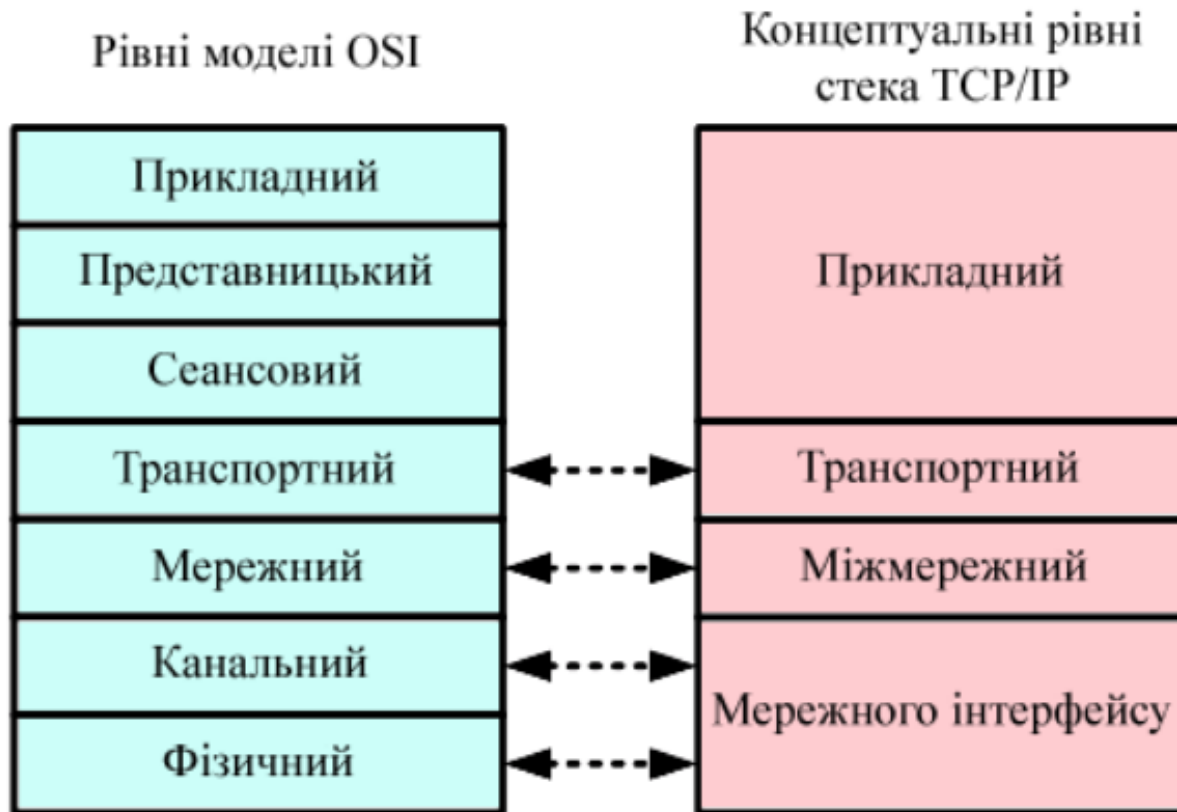 Рівні моделі OSI
Концептуальні рівні
стека TCP/IP
Прикладний
Представницький
Сеансовий
Транспортний
Мережний
Канальний
Фізичний
Прикладний
Транспортний
Міжмережний
Мережного інтерфейсу